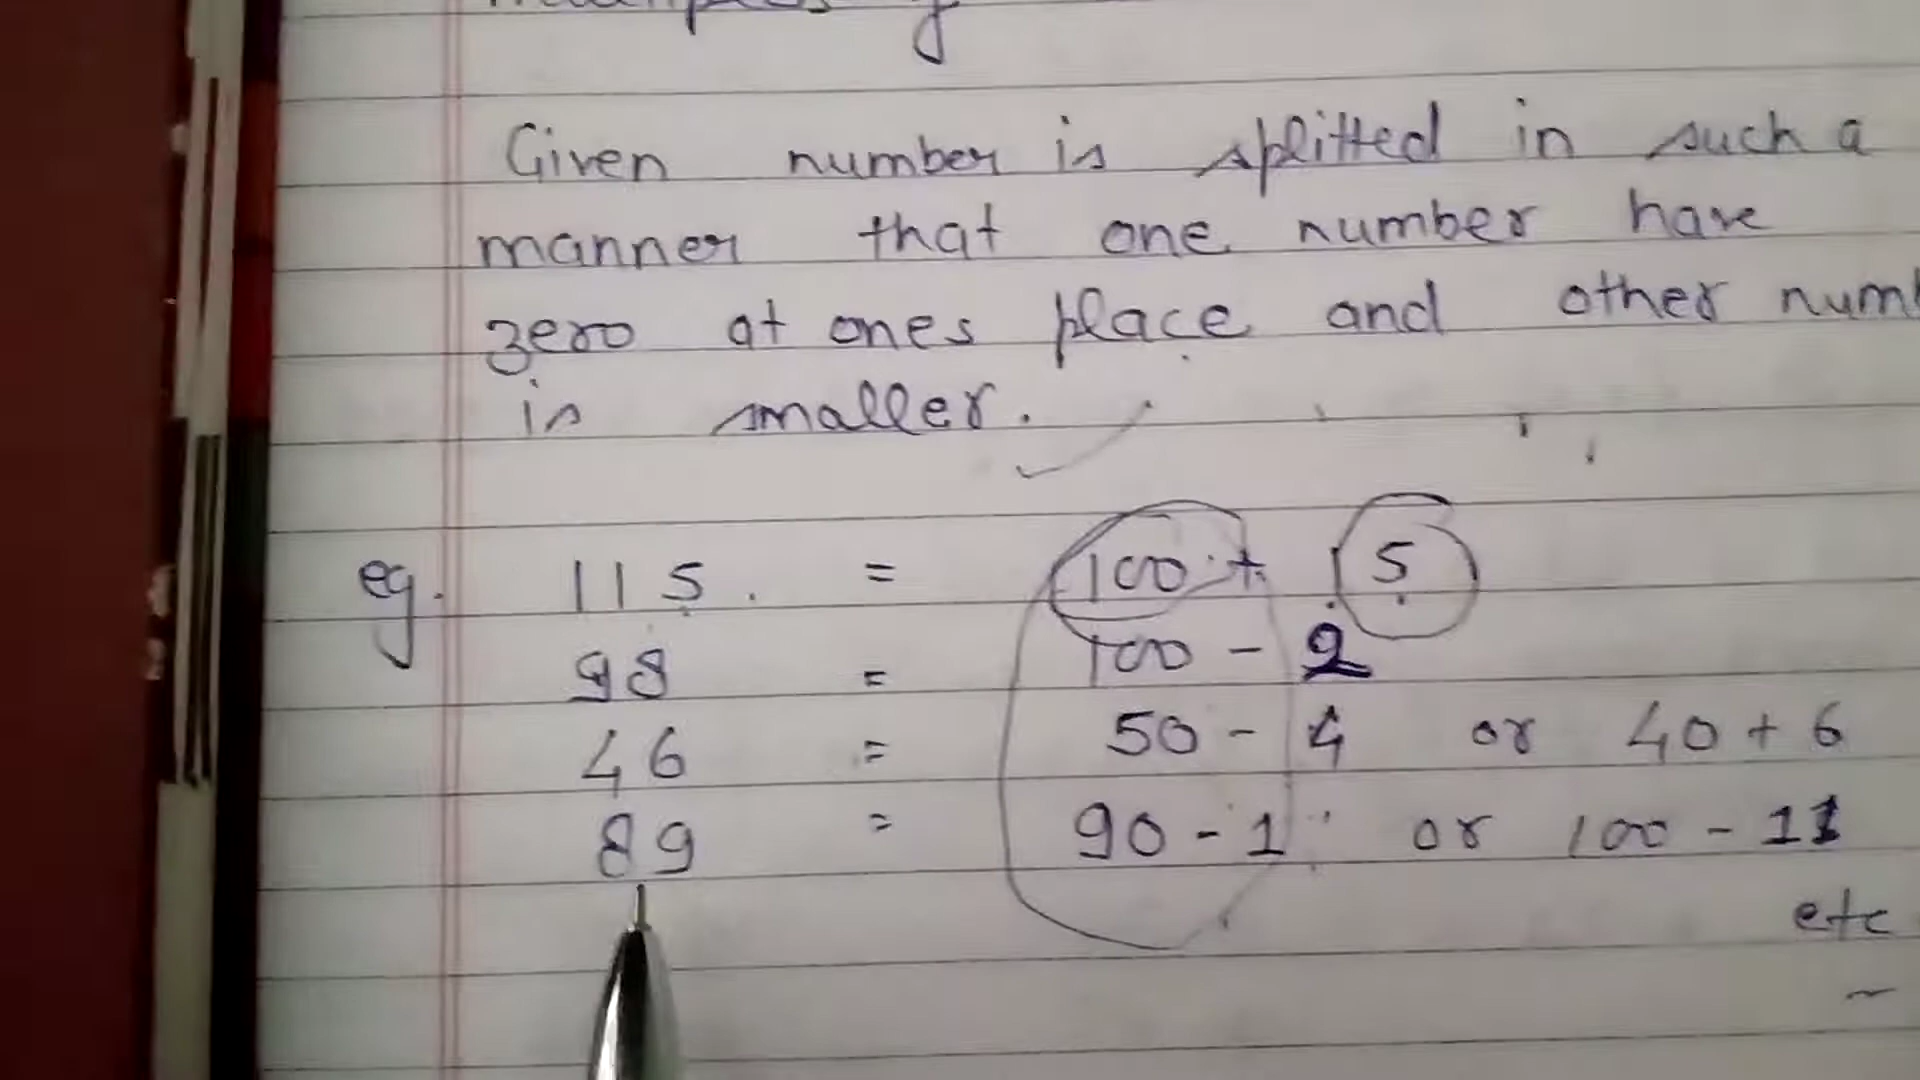 Given number is splitted in such a
manner that one number have
zero at ones place and other numb
is smaller.
eg. 115 = 100 + 15
98 = 100 - 2
46 = 50 - 4 or 40 + 6
89 = 90 - 1 or 100 - 11
etc